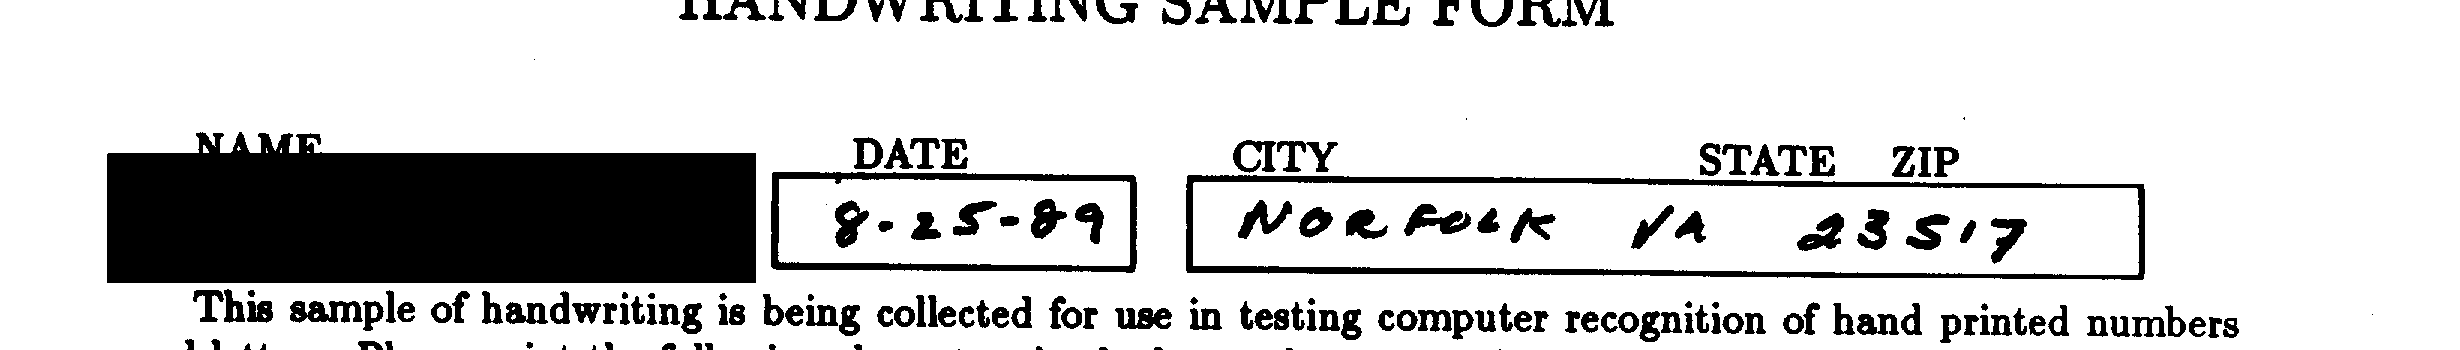 HANDWRITING SAMPLE FORM
NAME DATE CITY STATE ZIP
8-25-89 NORFOLK VA 23517
This sample of handwriting is being collected for use in testing computer recognition of hand printed numbers